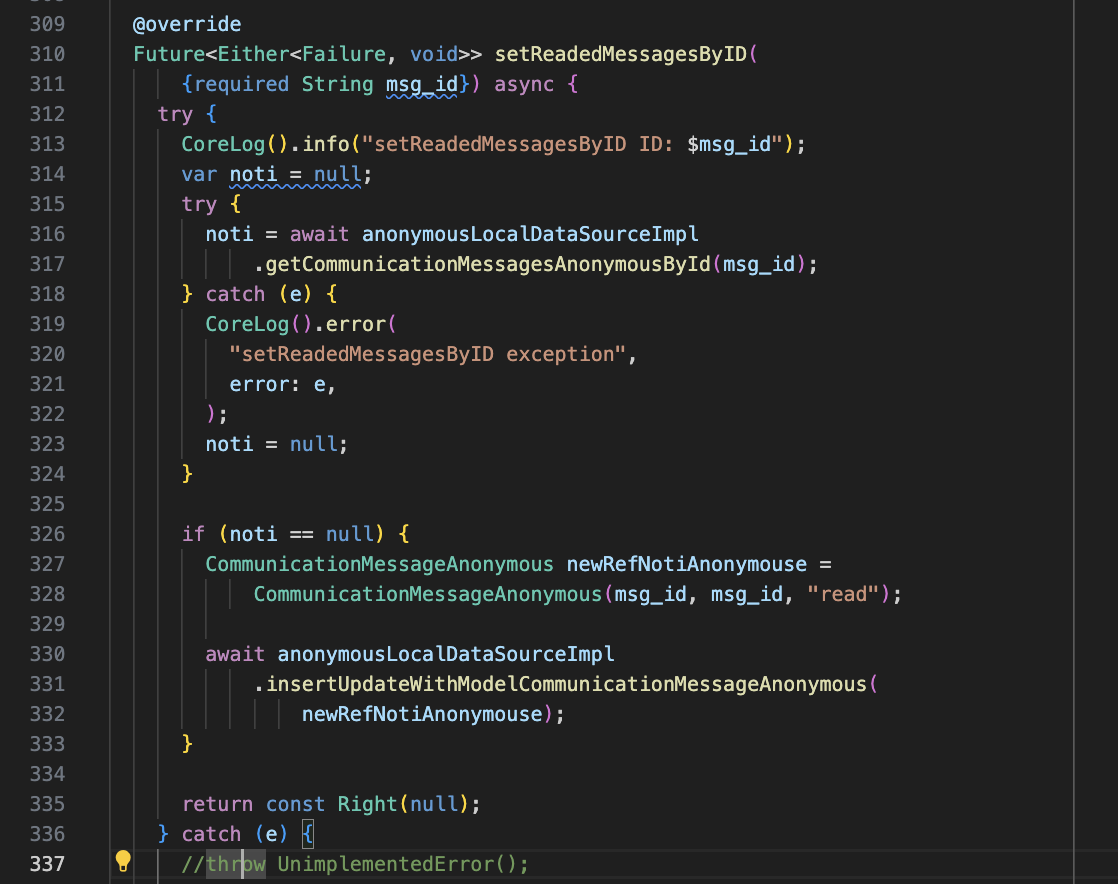 309 @override
310 Future<Either<Failure, void>> setReadedMessagesByID(
311 {required String msg_id}) async {
312 try {
313 CoreLog().info("setReadedMessagesByID ID: $msg_id");
314 var noti = null;
315 try {
316 noti = await anonymousLocalDataSourceImpl
317 .getCommunicationMessagesAnonymousById(msg_id);
318 } catch (e) {
319 CoreLog().error(
320 "setReadedMessagesByID exception",
321 error: e,
322 );
323 noti = null;
324 }
325
326 if (noti == null) {
327 CommunicationMessageAnonymous newRefNotiAnonymouse =
328 CommunicationMessageAnonymous(msg_id, msg_id, "read");
329
330 await anonymousLocalDataSourceImpl
331 .insertUpdateWithModelCommunicationMessageAnonymous(
332 newRefNotiAnonymouse);
333 }
334
335 return const Right(null);
336 } catch (e) {
337 //throw UnimplementedError();